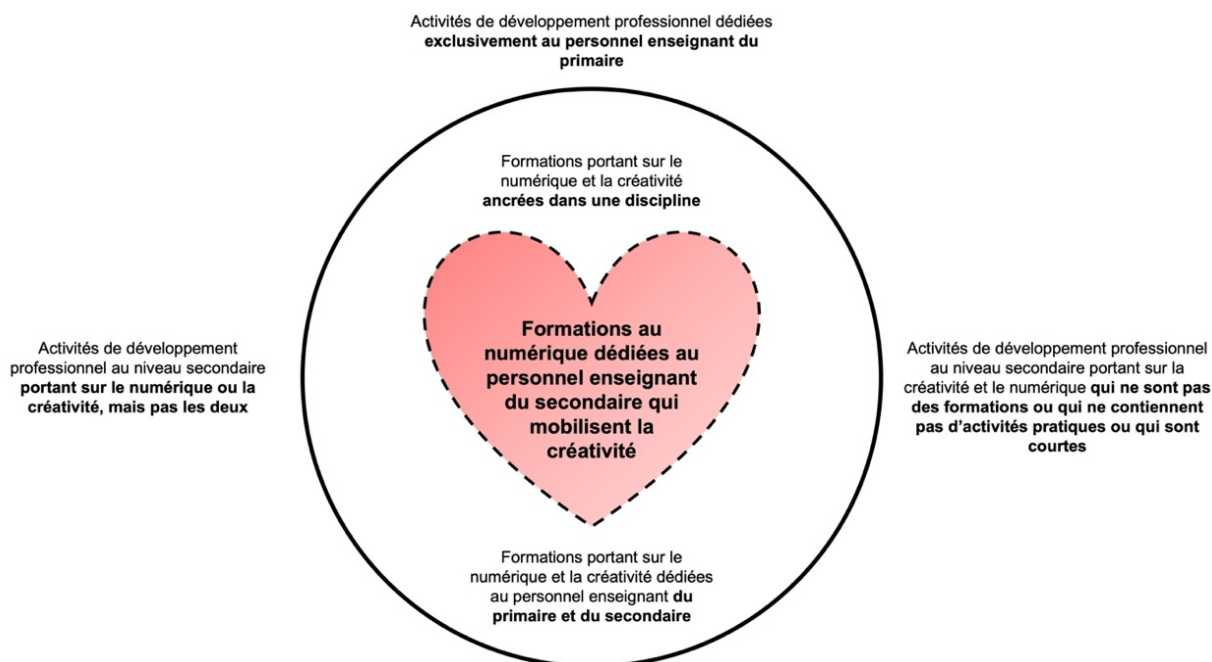 Activités de développement professionnel dédiées
exclusivement au personnel enseignant du
primaire
Formations portant sur le
numérique et la créativité
ancrées dans une discipline
Formations au
numérique dédiées au
personnel enseignant
du secondaire qui
mobilisent la
créativité
Activités de développement
professionnel au niveau secondaire
portant sur le numérique ou la
créativité, mais pas les deux
Activités de développement professionnel
au niveau secondaire portant sur la
créativité et le numérique qui ne sont pas
des formations ou qui ne contiennent
pas d'activités pratiques ou qui sont
courtes
Formations portant sur le
numérique et la créativité dédiées
au personnel enseignant du
primaire et du secondaire